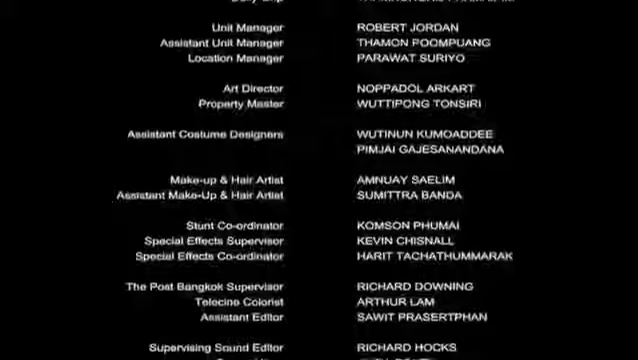 Unit Manager ROBERT JORDAN
Assistant Unit Manager THAMON POOMPUANG
Location Manager PARAWAT SURIYO
Art Director NOPPADOL ARKART
Property Master WUTTIPONG TONSIRI
Assistant Costume Designers WUTINUN KUMOADDEE
PIMJAI GAJESANANDANA
Make-up & Hair Artist AMNUAY SAELIM
Assistant Make-Up & Hair Artist SUMITTRA BANDA
Stunt Co-ordinator KOMSON PHUMAI
Special Effects Supervisor KEVIN CHISNALL
Special Effects Co-ordinator HARIT TACHATHUMMARAK
The Post Bangkok Supervisor RICHARD DOWNING
Telecine Colorist ARTHUR LAM
Assistant Editor SAWIT PRASERTPHAN
Supervising Sound Editor RICHARD HOCKS